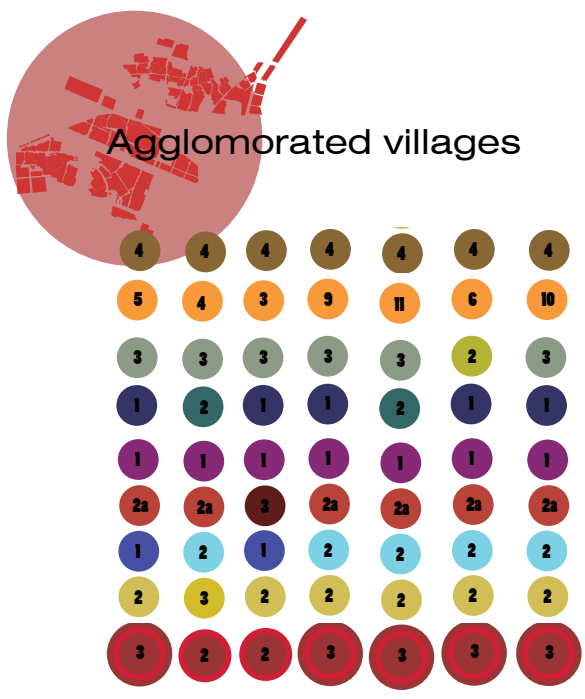 Agglomorated villages
4 4 4 4 4 4 4
5 4 3 9 11 6 10
3 3 3 3 3 2 3
1 2 1 1 2 1 1
1 1 1 1 1 1 1
2a 2a 3 2a 2a 2a 2a
1 2 1 2 2 2 2
2 3 2 2 2 2 2
3 2 2 3 3 3 3